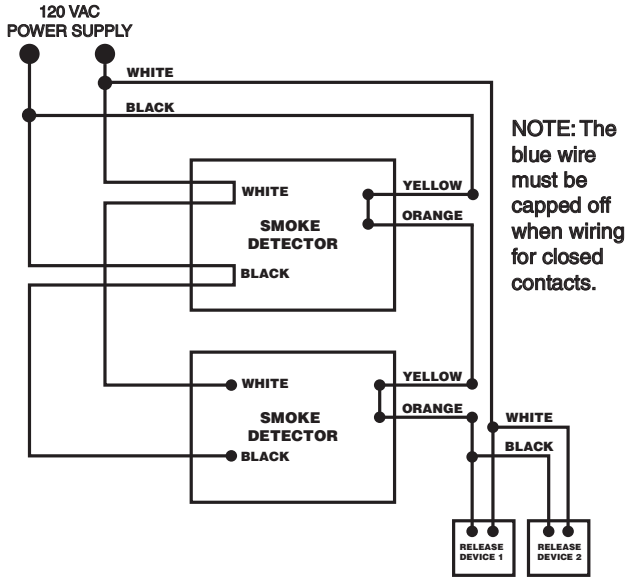 120 VAC
POWER SUPPLY
WHITE
BLACK
NOTE: The
blue wire
must be
capped off
when wiring
for closed
contacts.
WHITE
YELLOW
ORANGE
SMOKE
DETECTOR
BLACK
WHITE
YELLOW
ORANGE
SMOKE
DETECTOR
BLACK
WHITE
BLACK
RELEASE
DEVICE 1
RELEASE
DEVICE 2